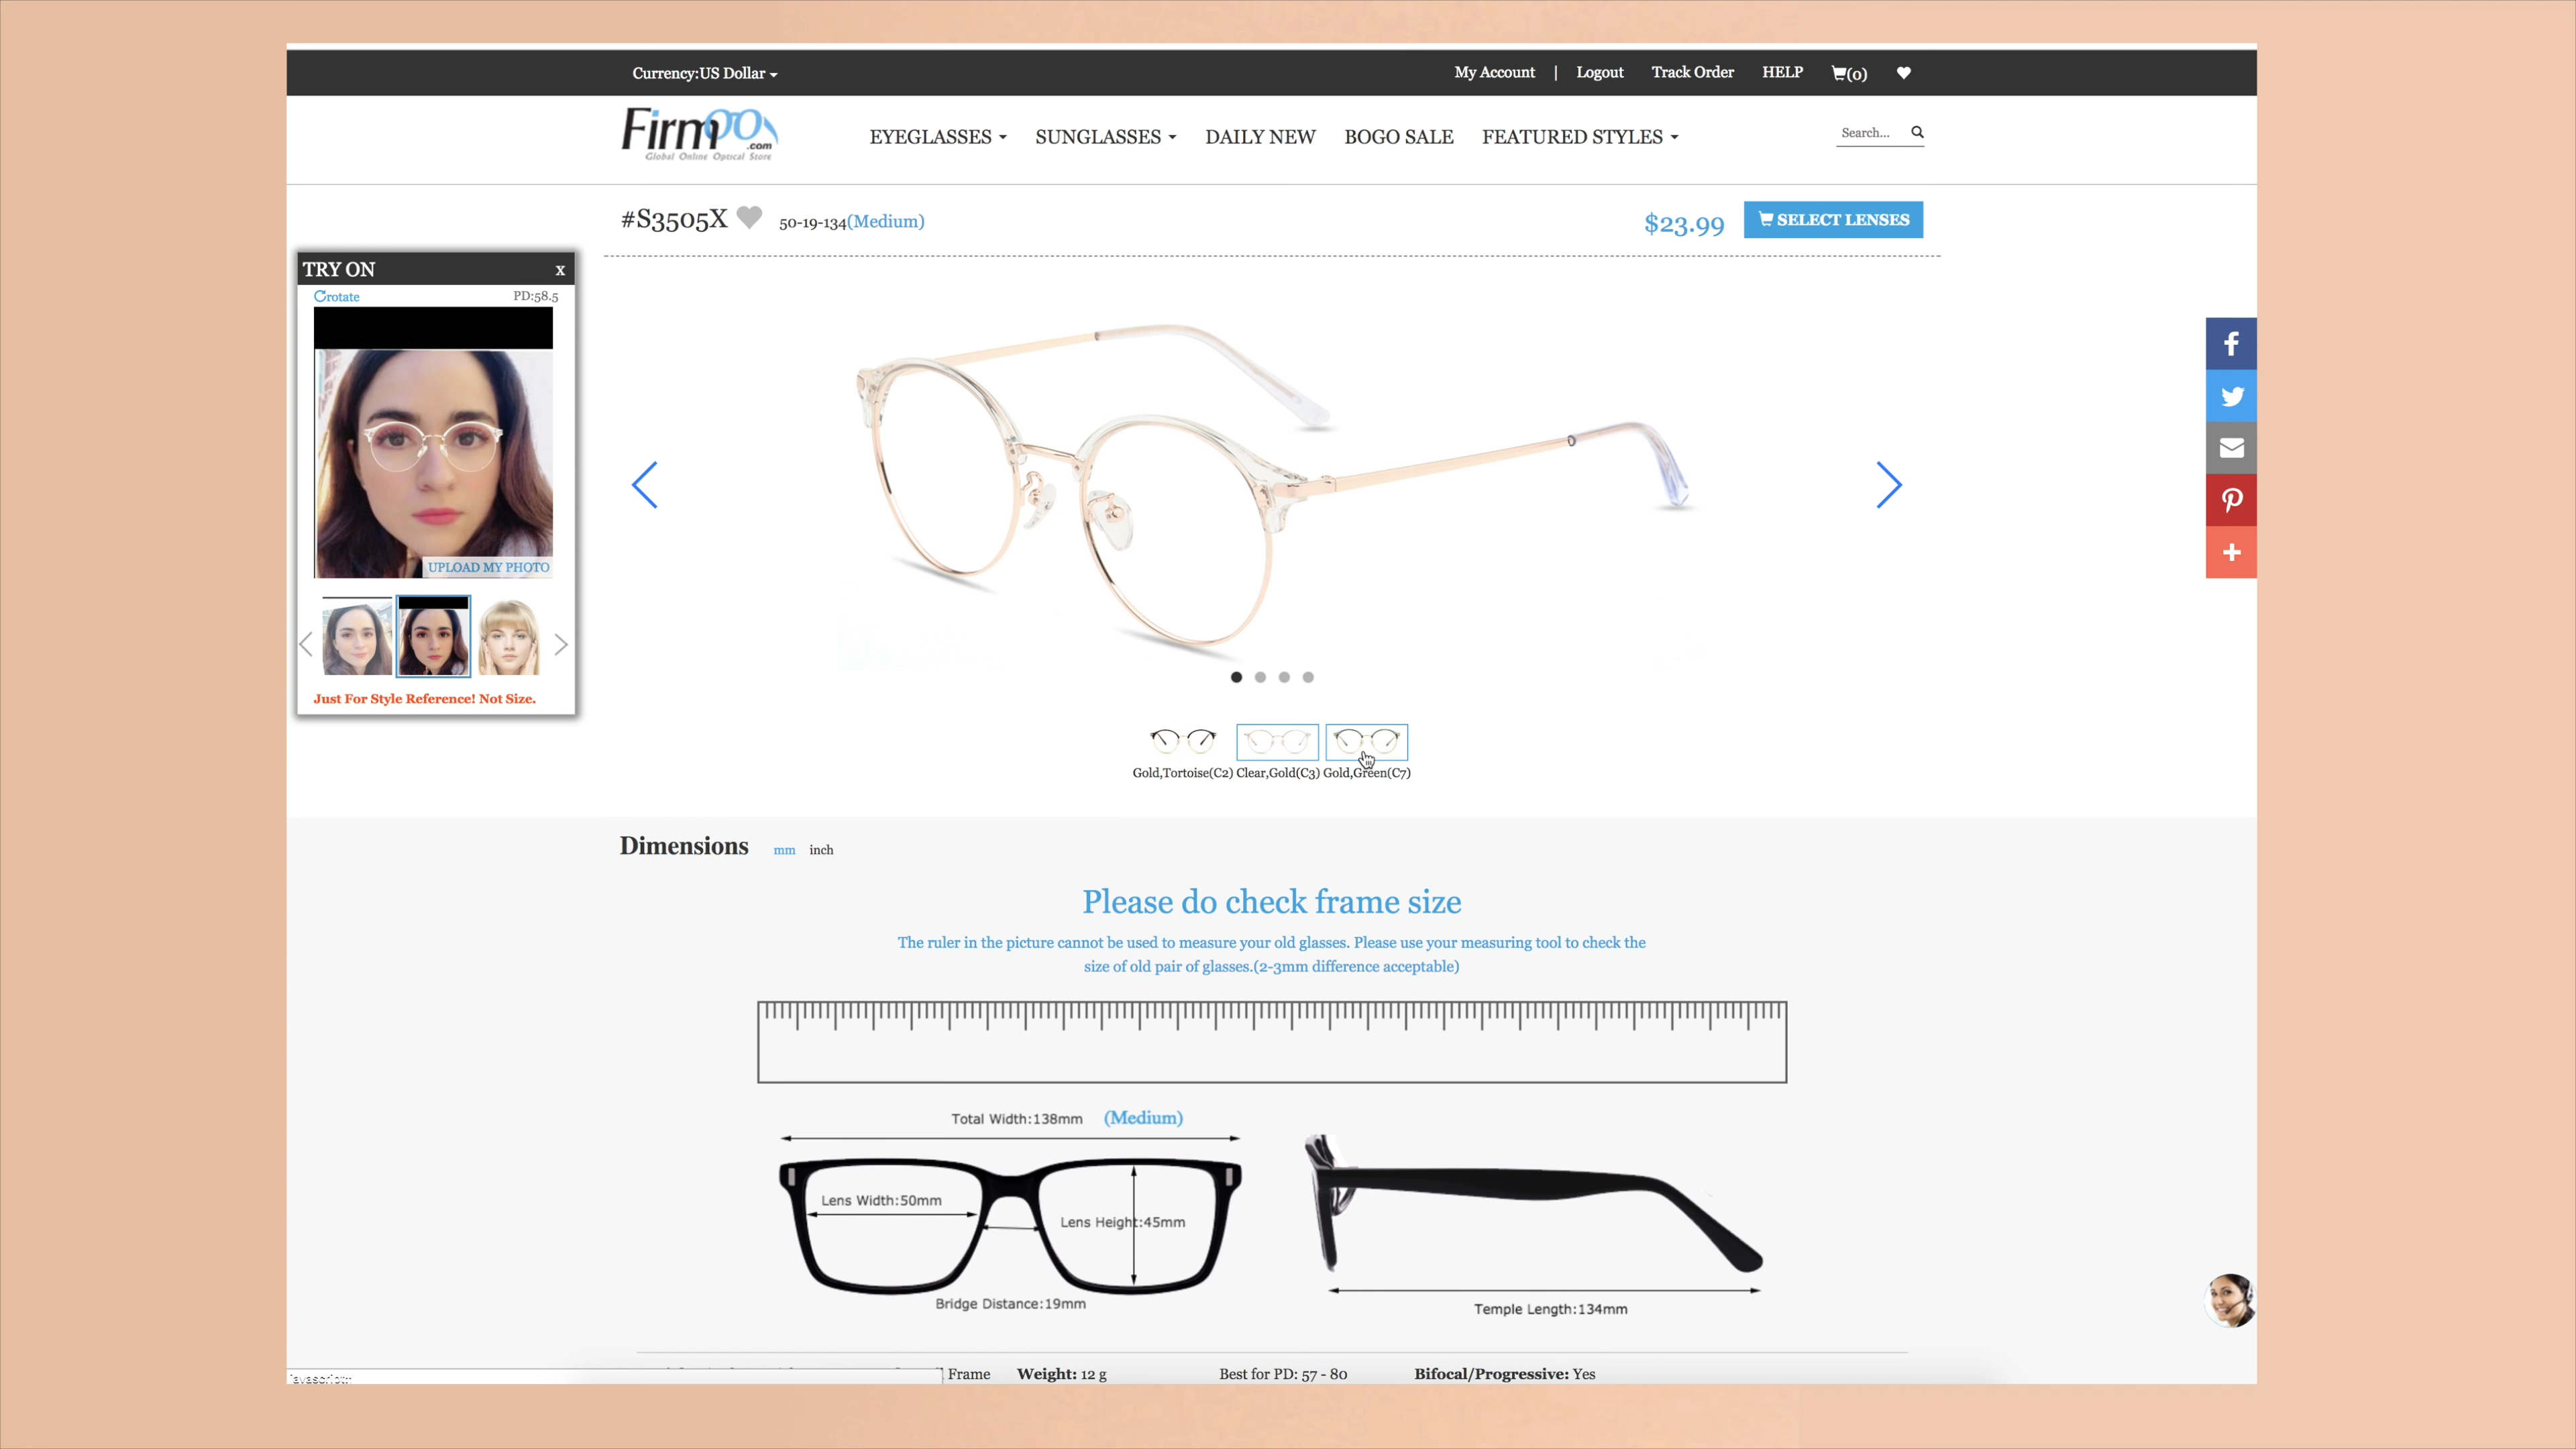 Currency:US Dollar
My Account | Logout Track Order HELP (0)
Firmoo
.com
Global Online Optical Store
EYEGLASSES SUNGLASSES DAILY NEW BOGO SALE FEATURED STYLES
Search...
#S3505X 50-19-134(Medium)
$23.99 SELECT LENSES
TRY ON x
rotate PD:58.5
UPLOAD MY PHOTO
Just For Style Reference! Not Size.
Gold,Tortoise(C2) Clear,Gold(C3) Gold,Green(C7)
Dimensions mm inch
Please do check frame size
The ruler in the picture cannot be used to measure your old glasses. Please use your measuring tool to check the
size of old pair of glasses.(2-3mm difference acceptable)
Total Width:138mm (Medium)
Lens Width:50mm
Lens Height:45mm
Bridge Distance:19mm
Temple Length:134mm
Frame Weight: 12 g Best for PD: 57 - 80 Bifocal/Progressive: Yes